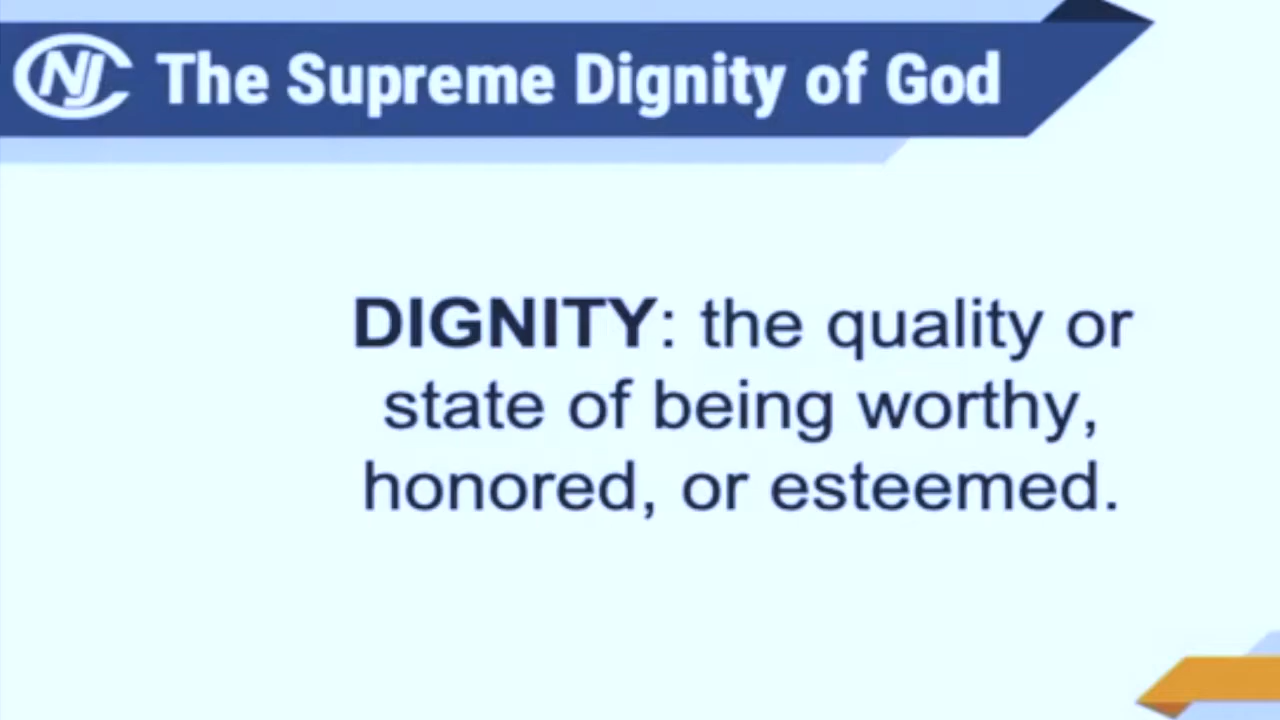 NJC The Supreme Dignity of God
DIGNITY: the quality or
state of being worthy,
honored, or esteemed.